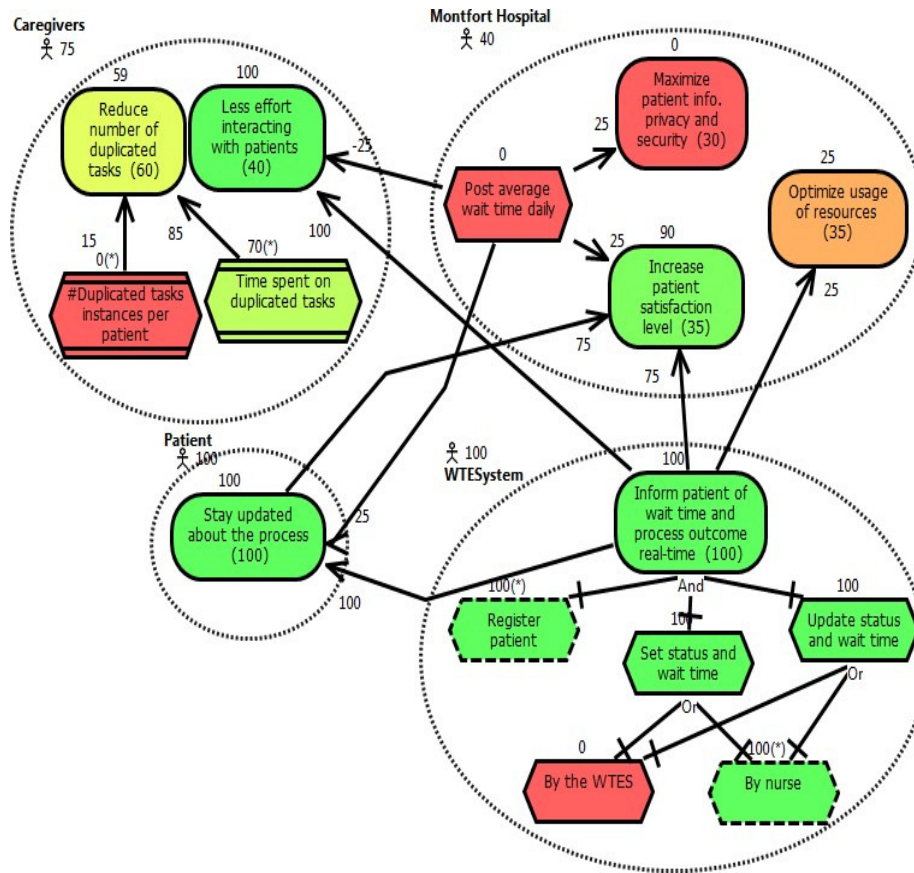 Caregivers
75
Montfort Hospital
40
59
Reduce
number of
duplicated
tasks (60)
100
Less effort
interacting
with patients
(40)
0
Maximize
patient info.
privacy and
security (30)
25
-25
0
Post average
wait time daily
25
Optimize usage
of resources
(35)
15
0(*)
85
100
#Duplicated tasks
instances per
patient
70(*)
Time spent on
duplicated tasks
25
90
Increase
patient
satisfaction
level (35)
25
75
75
Patient
100
100
Stay updated
about the process
(100)
25
100
100
WTESystem
100
Inform patient of
wait time and
process outcome
real-time (100)
And
100(*)
Register
patient
100
Set status and
wait time
Or
100
Update status
and wait time
Or
0
By the WTES
100(*)
By nurse